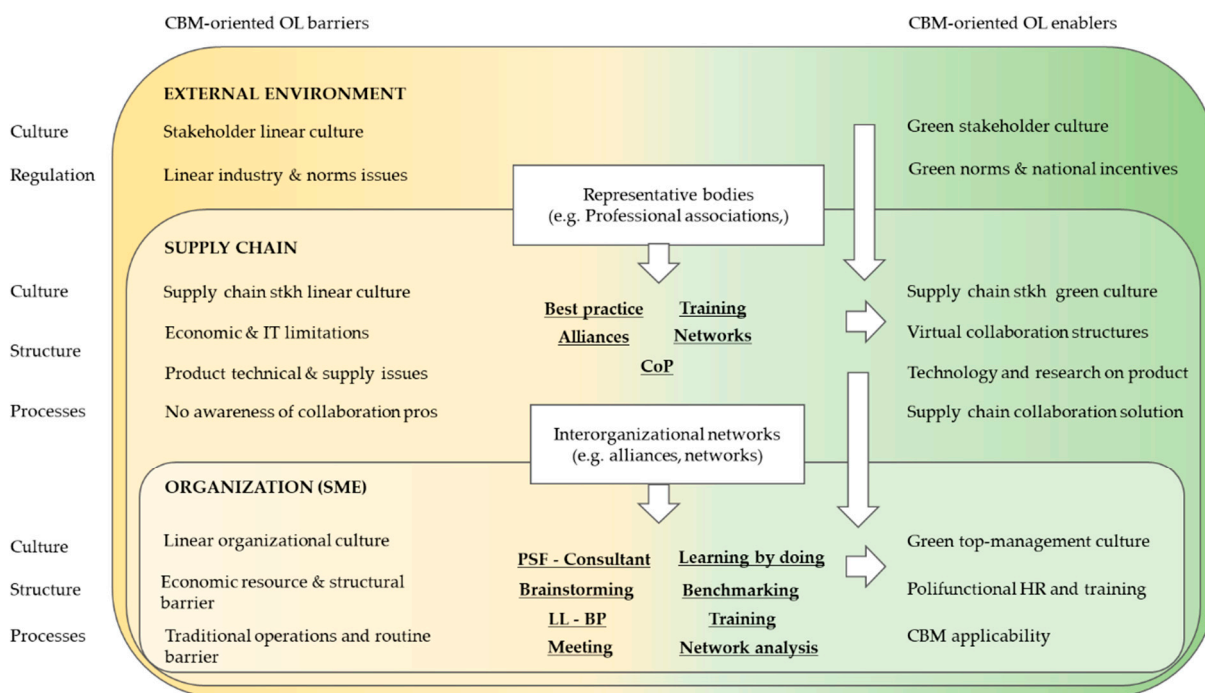 CBM-oriented OL barriers
CBM-oriented OL enablers
EXTERNAL ENVIRONMENT
Culture
Stakeholder linear culture
Green stakeholder culture
Regulation
Linear industry & norms issues
Green norms & national incentives
Representative bodies
(e.g. Professional associations,)
SUPPLY CHAIN
Culture
Supply chain stkh linear culture
Supply chain stkh green culture
Best practice
Training
Economic & IT limitations
Alliances
Networks
Virtual collaboration structures
Structure
CoP
Product technical & supply issues
Technology and research on product
Processes
No awareness of collaboration pros
Supply chain collaboration solution
Interorganizational networks
(e.g. alliances, networks)
ORGANIZATION (SME)
Culture
Linear organizational culture
Green top-management culture
PSF - Consultant
Learning by doing
Structure
Economic resource & structural
barrier
Brainstorming
Benchmarking
Polifunctional HR and training
LL - BP
Training
Processes
Traditional operations and routine
barrier
Meeting
Network analysis
CBM applicability